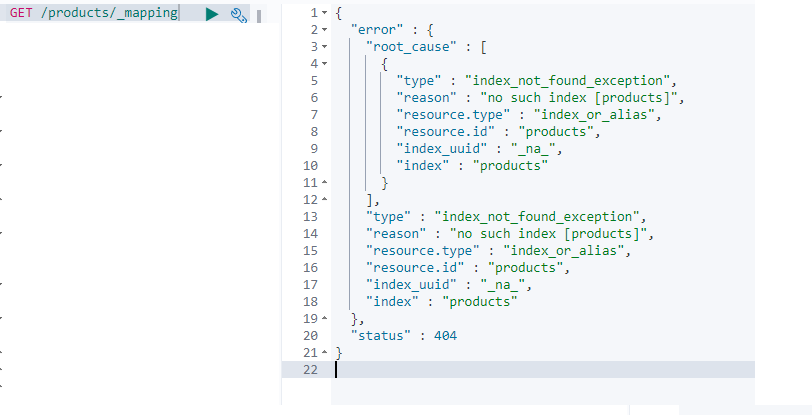 GET /products/_mapping
1 {
2 "error" : {
3 "root_cause" : [
4 {
5 "type" : "index_not_found_exception",
6 "reason" : "no such index [products]",
7 "resource.type" : "index_or_alias",
8 "resource.id" : "products",
9 "index_uuid" : "_na_",
10 "index" : "products"
11 }
12 ],
13 "type" : "index_not_found_exception",
14 "reason" : "no such index [products]",
15 "resource.type" : "index_or_alias",
16 "resource.id" : "products",
17 "index_uuid" : "_na_",
18 "index" : "products"
19 },
20 "status" : 404
21 }
22